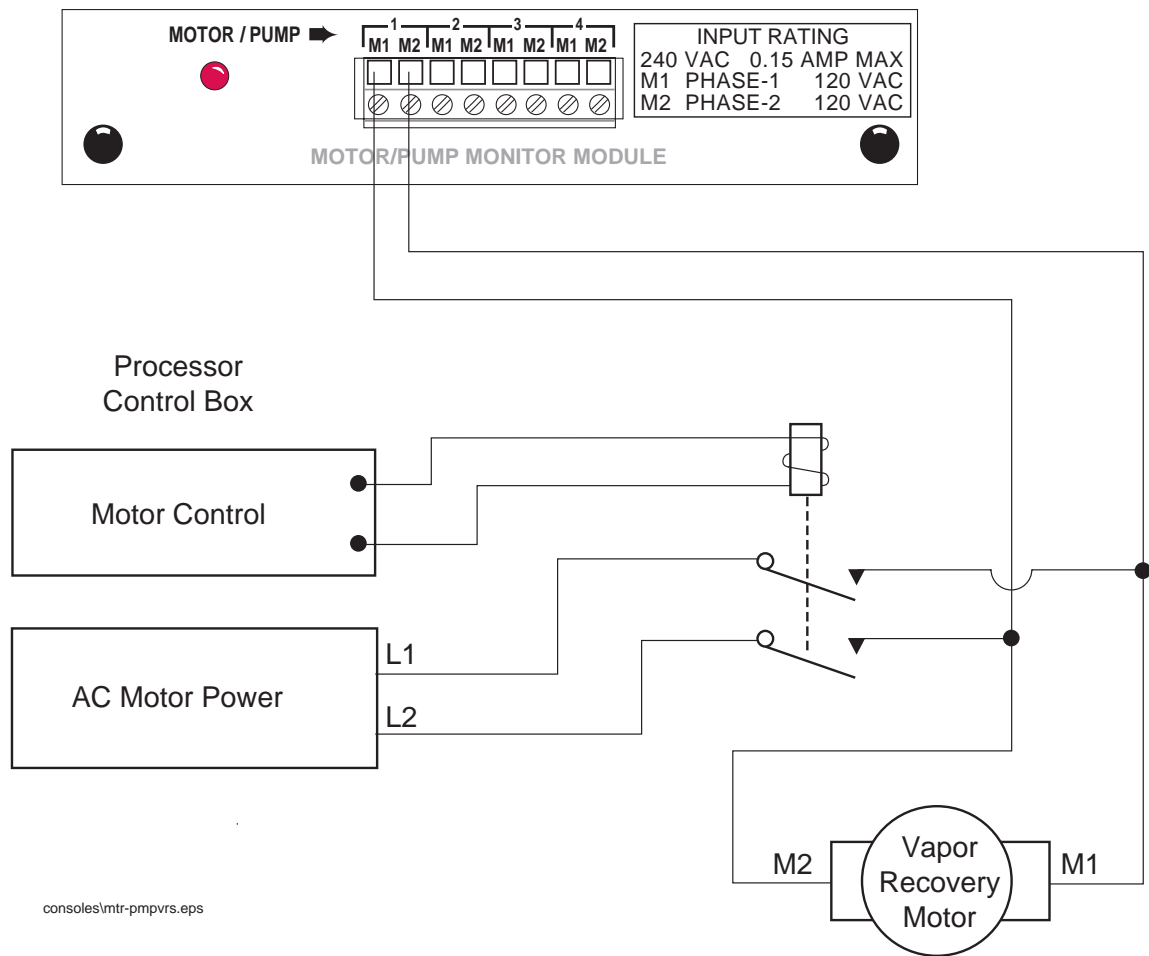 MOTOR / PUMP
1 2 3 4
M1 M2 M1 M2 M1 M2 M1 M2
INPUT RATING
240 VAC 0.15 AMP MAX
M1 PHASE-1 120 VAC
M2 PHASE-2 120 VAC
MOTOR/PUMP MONITOR MODULE
Processor
Control Box
Motor Control
L1
AC Motor Power
L2
M2
Vapor
Recovery
Motor
M1
consoles\mtr-pmpvrs.eps